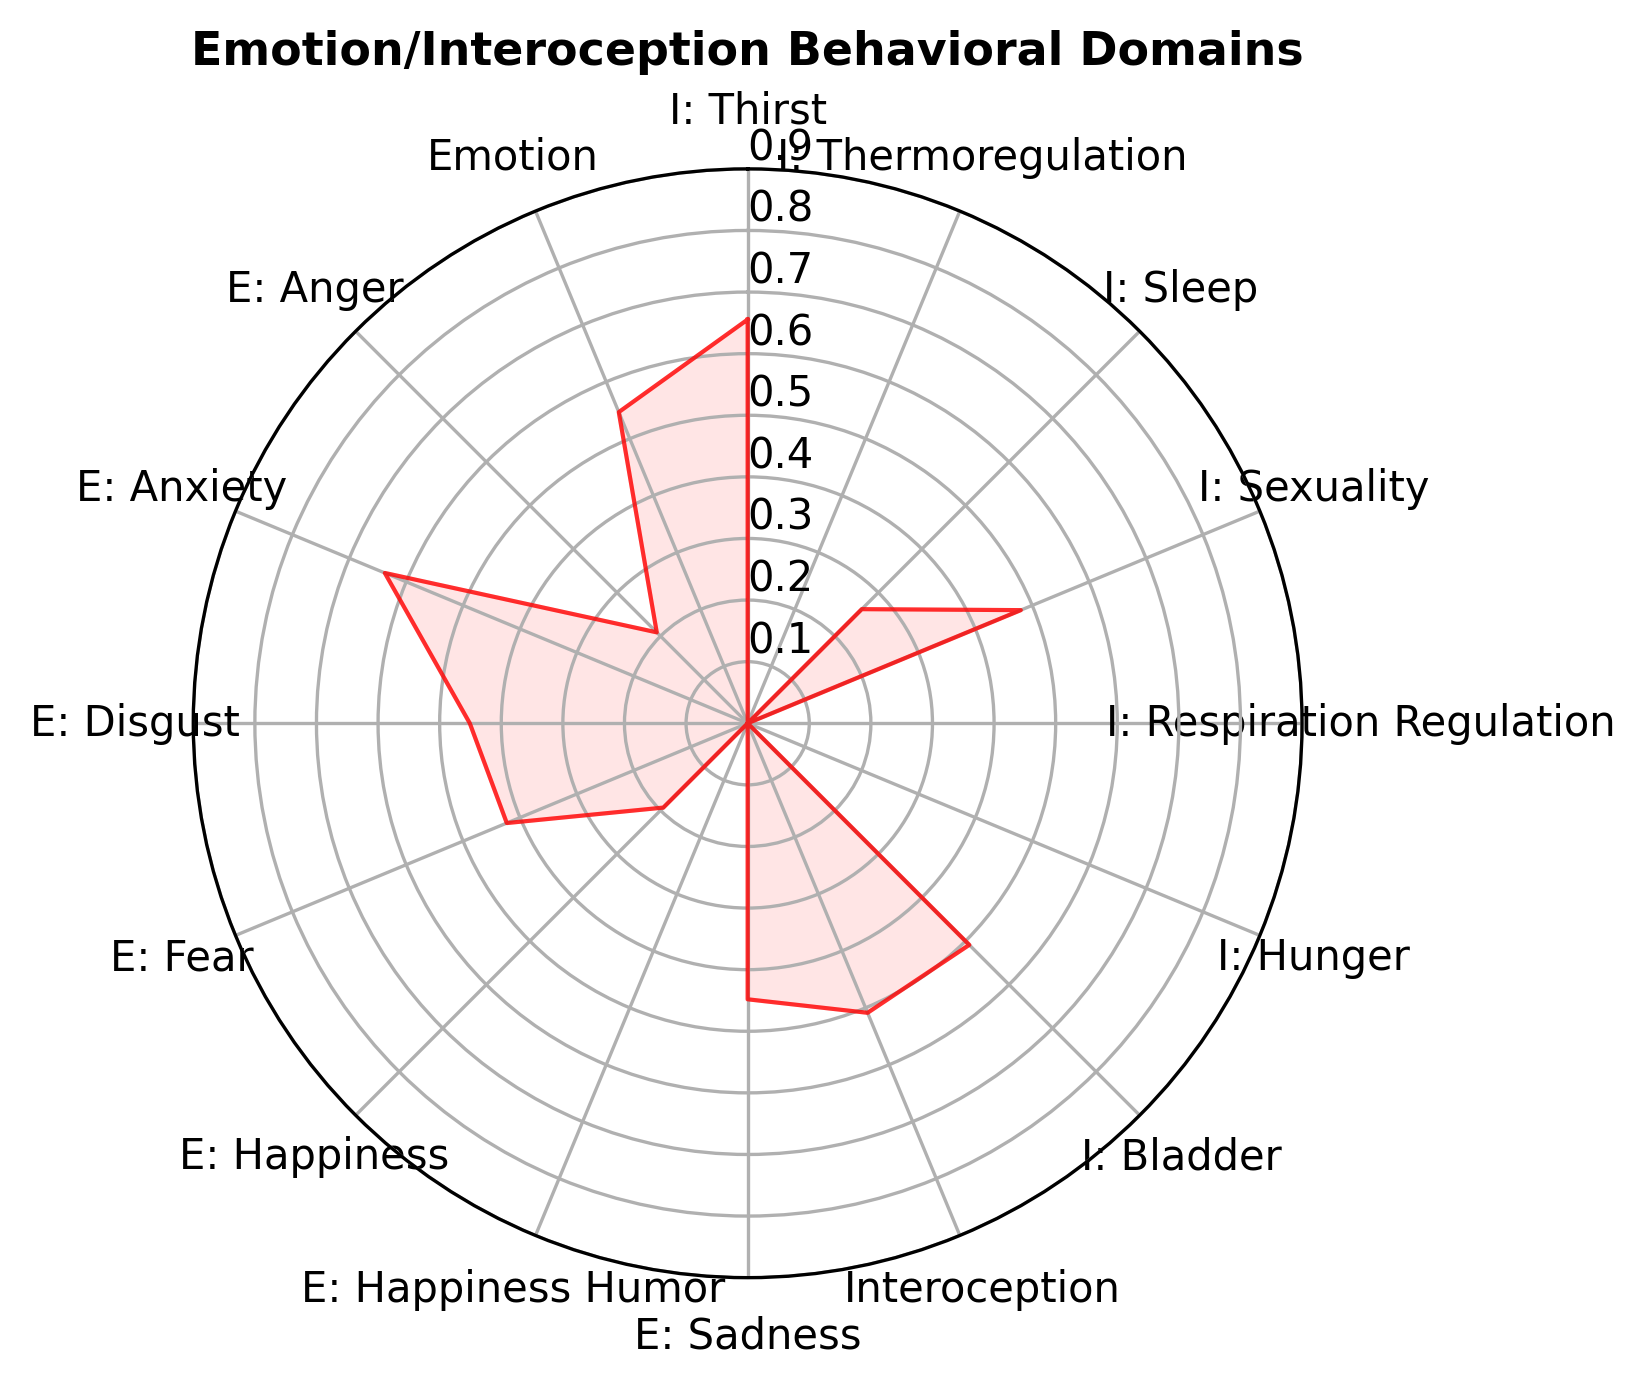 Emotion/Interoception Behavioral Domains
I: Thirst
Emotion
0.9
I: Thermoregulation
0.8
E: Anger
0.7
I: Sleep
0.6
0.5
E: Anxiety
0.4
I: Sexuality
0.3
0.2
0.1
E: Disgust
I: Respiration Regulation
E: Fear
I: Hunger
E: Happiness
I: Bladder
E: Happiness Humor
Interoception
E: Sadness